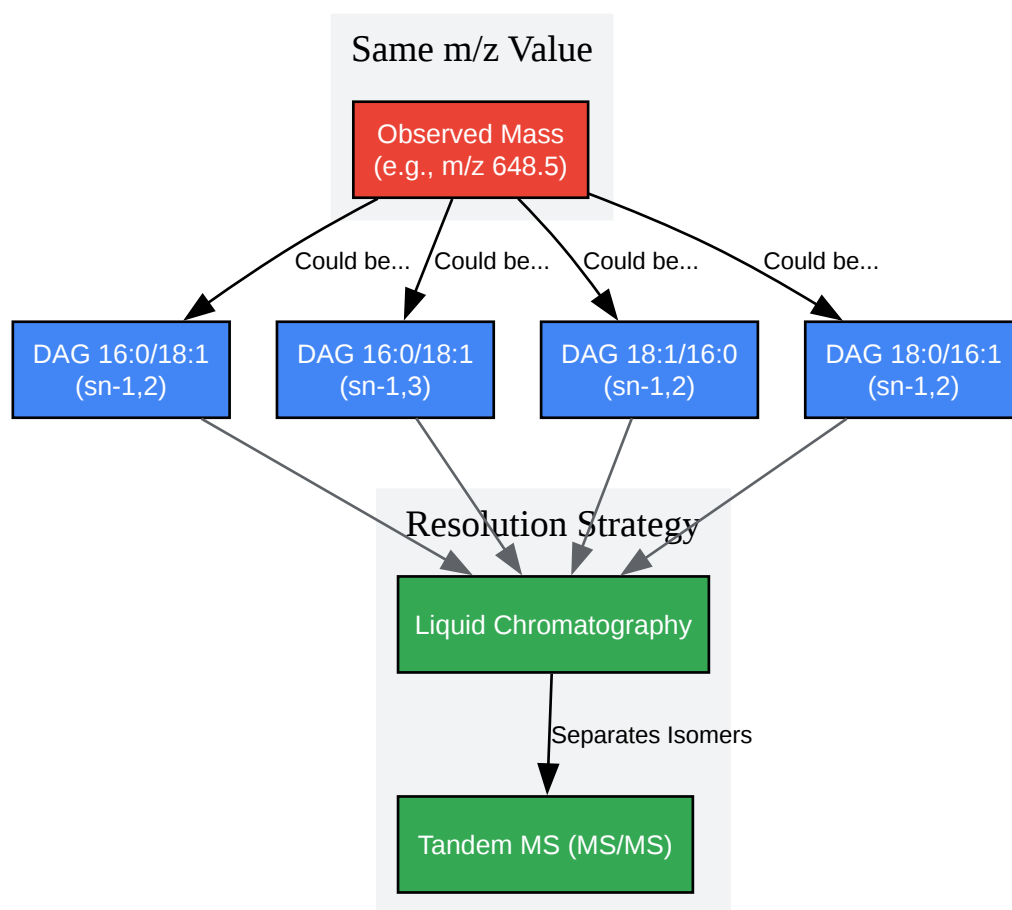 Same m/z Value
Observed Mass
(e.g., m/z 648.5)
Could be...
Could be...
Could be...
Could be...
DAG 16:0/18:1
(sn-1,2)
DAG 16:0/18:1
(sn-1,3)
DAG 18:1/16:0
(sn-1,2)
DAG 18:0/16:1
(sn-1,2)
Resolution Strategy
Liquid Chromatography
Separates Isomers
Tandem MS (MS/MS)